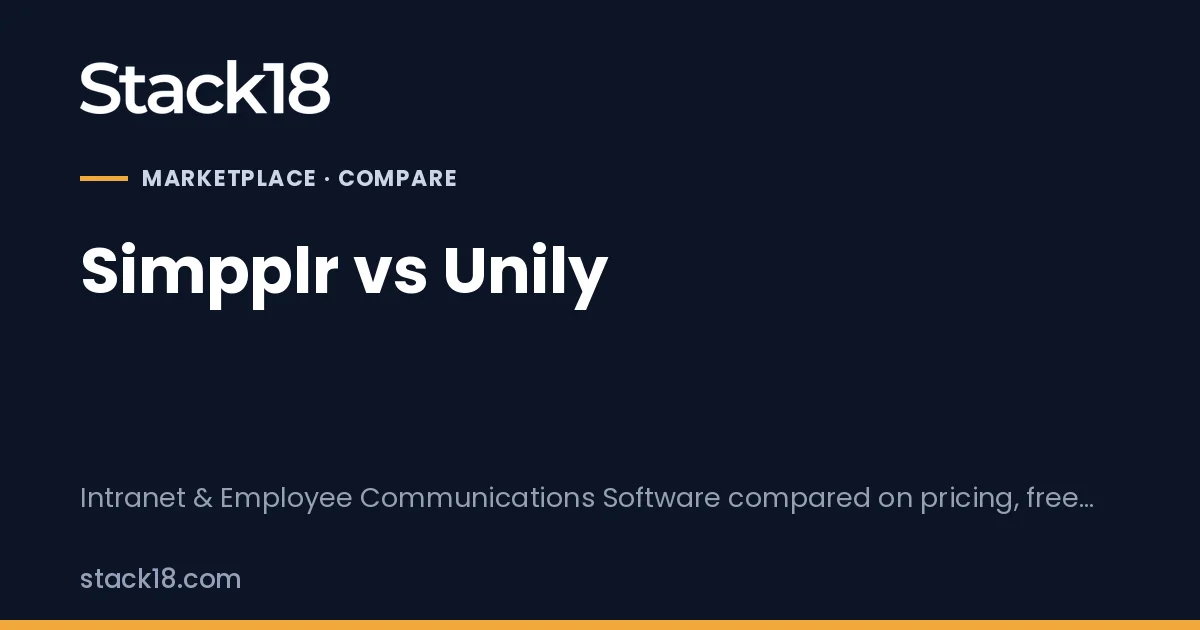 Stack18
MARKETPLACE · COMPARE
Simpplr vs Unily
Intranet & Employee Communications Software compared on pricing, free...
stack18.com